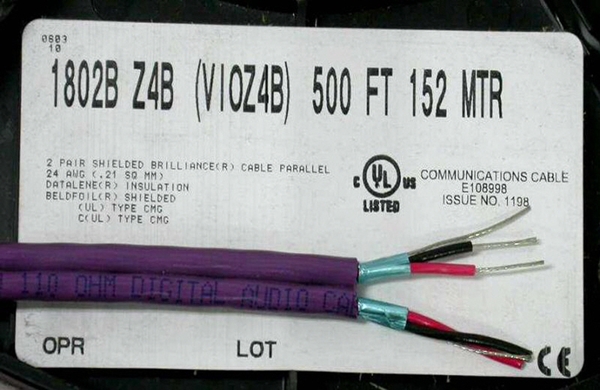 0803
10
1802B Z4B (VIOZ4B) 500 FT 152 MTR
2 PAIR SHIELDED BRILLIANCE(R) CABLE PARALLEL
24 AWG (.21 SQ MM)
DATALENE(R) INSULATION
BELDFOIL(R) SHIELDED
(UL) TYPE CMG
C(UL) TYPE CMG
C UL US
LISTED
COMMUNICATIONS CABLE
E108998
ISSUE NO. 1198
110 OHM DIGITAL AUDIO CA
OPR
LOT
CE